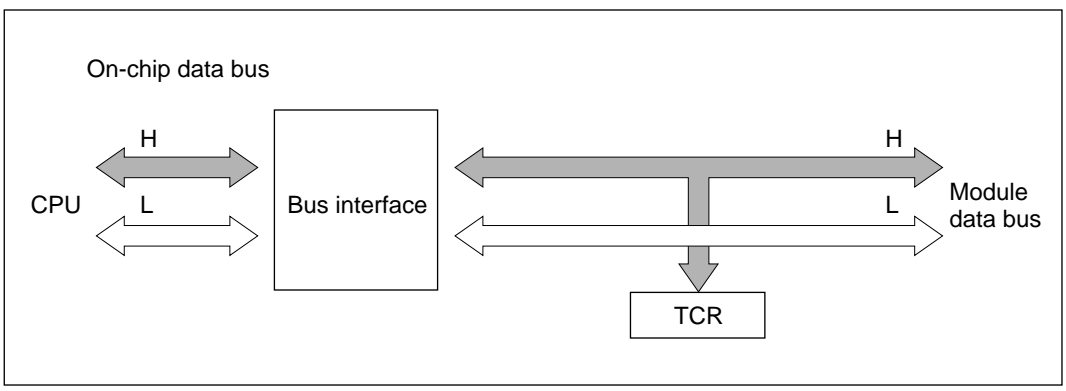 On-chip data bus
H
H
CPU
L
Bus interface
L
Module
data bus
TCR